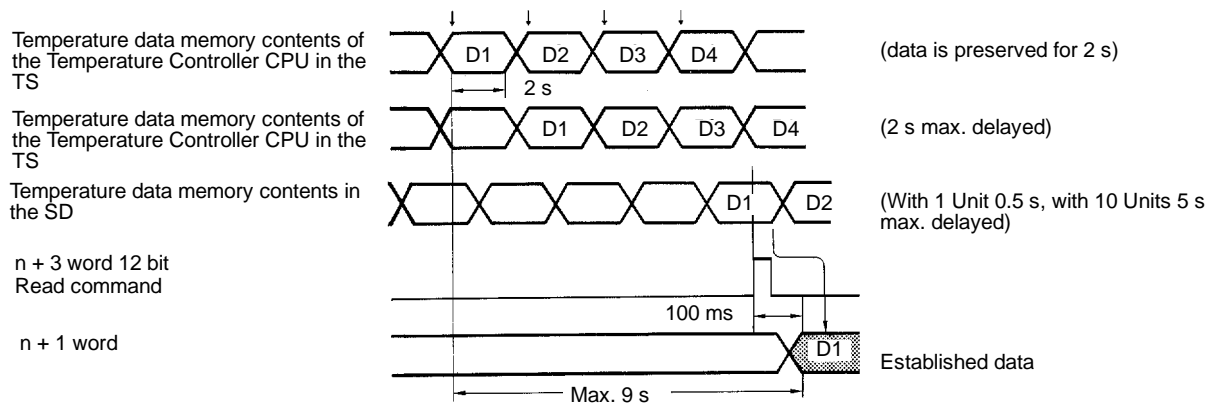 Temperature data memory contents of
the Temperature Controller CPU in the
TS
D1 D2 D3 D4
(data is preserved for 2 s)
2 s
Temperature data memory contents of
the Temperature Controller CPU in the
TS
D1 D2 D3 D4
(2 s max. delayed)
Temperature data memory contents in
the SD
D1 D2
(With 1 Unit 0.5 s, with 10 Units 5 s
max. delayed)
n + 3 word 12 bit
Read command
100 ms
n + 1 word
D1
Established data
Max. 9 s